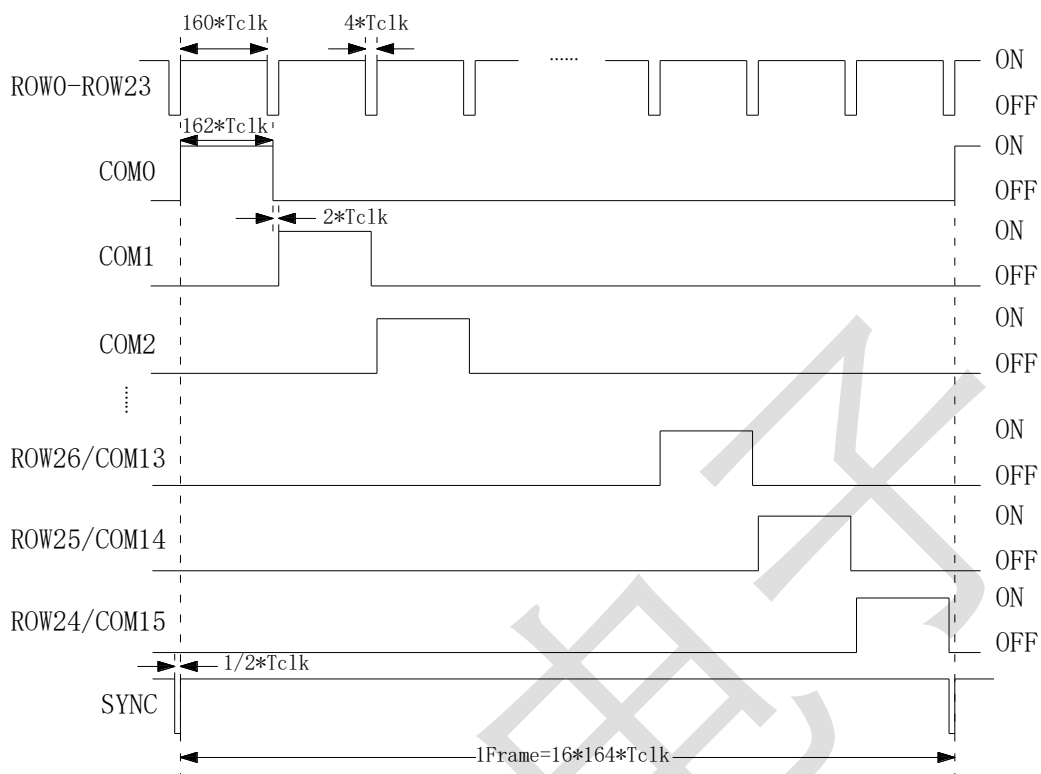 160*Tclk
4*Tclk
......
ROW0-ROW23
ON
OFF
162*Tclk
COM0
ON
OFF
2*Tclk
COM1
ON
OFF
COM2
ON
OFF
......
ROW26/COM13
ON
OFF
ROW25/COM14
ON
OFF
ROW24/COM15
ON
OFF
1/2*Tclk
SYNC
1Frame=16*164*Tclk
电子